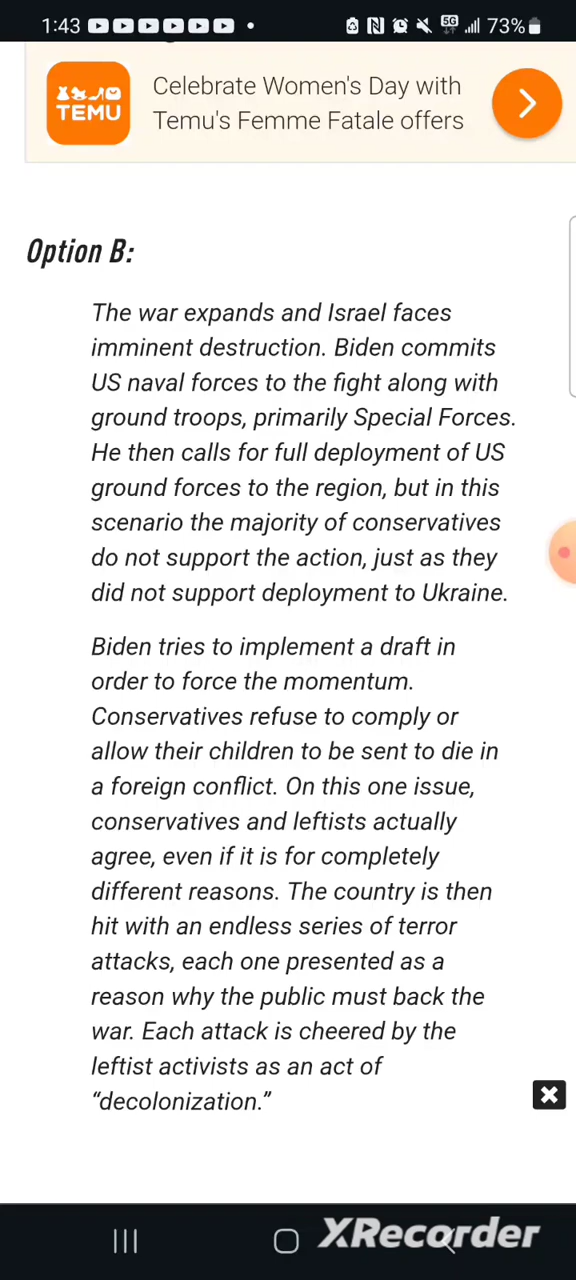 1:43
5G
73%
TEMU
Celebrate Women's Day with
Temu's Femme Fatale offers
Option B:
The war expands and Israel faces
imminent destruction. Biden commits
US naval forces to the fight along with
ground troops, primarily Special Forces.
He then calls for full deployment of US
ground forces to the region, but in this
scenario the majority of conservatives
do not support the action, just as they
did not support deployment to Ukraine.
Biden tries to implement a draft in
order to force the momentum.
Conservatives refuse to comply or
allow their children to be sent to die in
a foreign conflict. On this one issue,
conservatives and leftists actually
agree, even if it is for completely
different reasons. The country is then
hit with an endless series of terror
attacks, each one presented as a
reason why the public must back the
war. Each attack is cheered by the
leftist activists as an act of
“decolonization.”
XRecorder